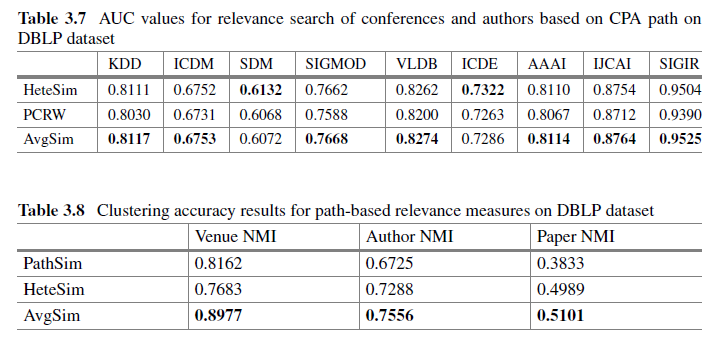 Table 3.7 AUC values for relevance search of conferences and authors based on CPA path on
DBLP dataset
KDD ICDM SDM SIGMOD VLDB ICDE AAAI IJCAI SIGIR
HeteSim 0.8111 0.6752 0.6132 0.7662 0.8262 0.7322 0.8110 0.8754 0.9504
PCRW 0.8030 0.6731 0.6068 0.7588 0.8200 0.7263 0.8067 0.8712 0.9390
AvgSim 0.8117 0.6753 0.6072 0.7668 0.8274 0.7286 0.8114 0.8764 0.9525
Table 3.8 Clustering accuracy results for path-based relevance measures on DBLP dataset
Venue NMI Author NMI Paper NMI
PathSim 0.8162 0.6725 0.3833
HeteSim 0.7683 0.7288 0.4989
AvgSim 0.8977 0.7556 0.5101